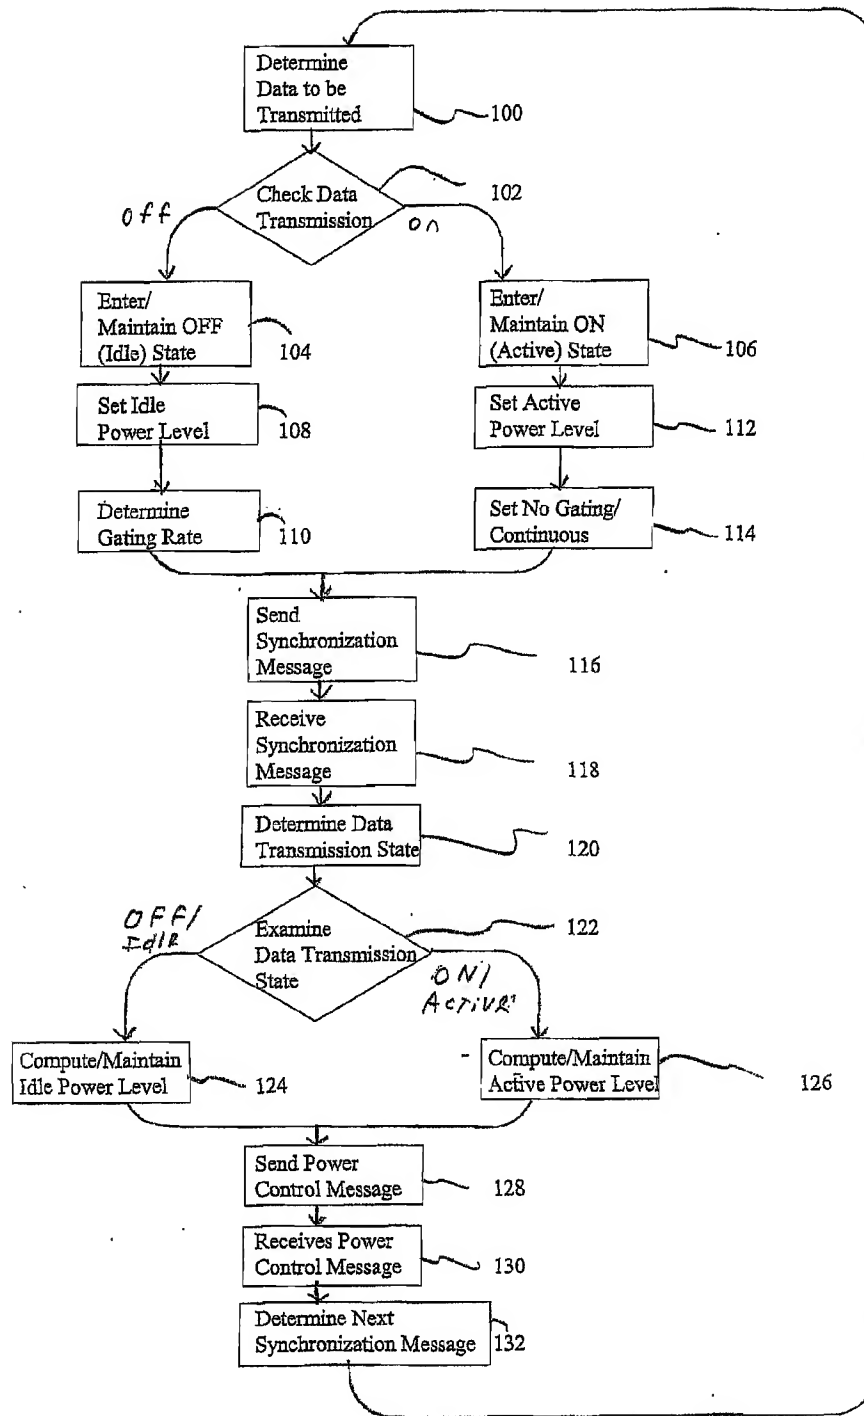 Determine
Data to be
Transmitted
100
Check Data
Transmission
102
Off
on
Enter/
Maintain OFF
(Idle) State
104
Enter/
Maintain ON
(Active) State
106
Set Idle
Power Level
108
Set Active
Power Level
112
Determine
Gating Rate
110
Set No Gating/
Continuous
114
Send
Synchronization
Message
116
Receive
Synchronization
Message
118
Determine Data
Transmission State
120
Examine
Data Transmission
State
122
OFF/
Idle
ON/
Active
Compute/Maintain
Idle Power Level
124
Compute/Maintain
Active Power Level
126
Send Power
Control Message
128
Receives Power
Control Message
130
Determine Next
Synchronization Message
132